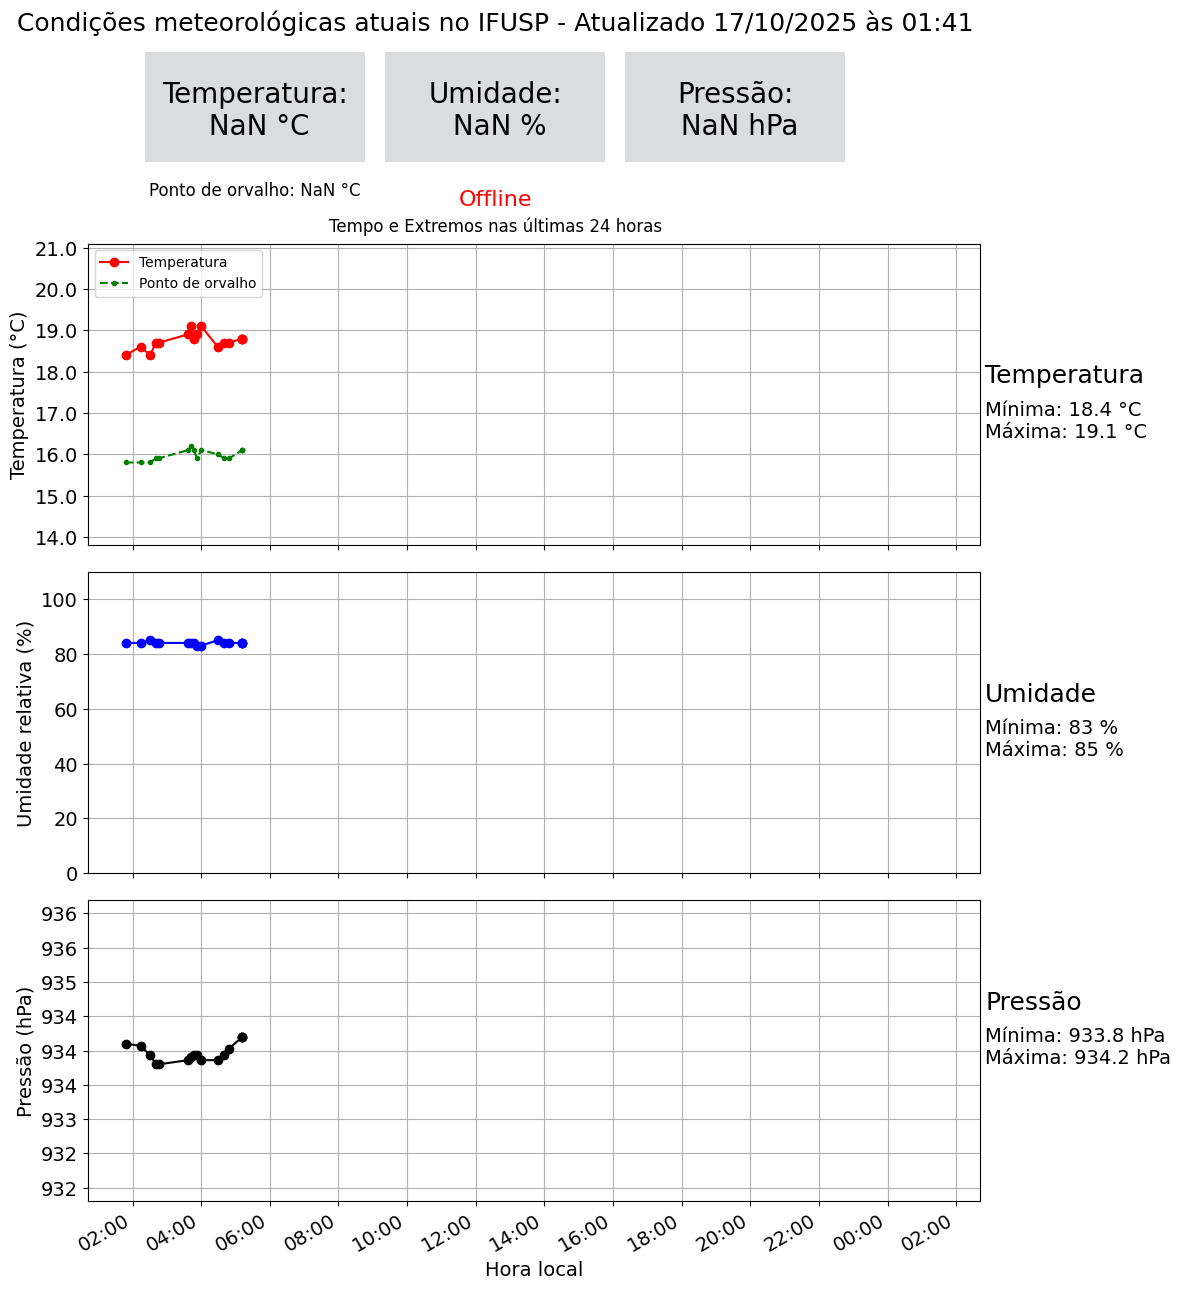 Condições meteorológicas atuais no IFUSP - Atualizado 17/10/2025 às 01:41
Temperatura:
NaN °C
Umidade:
NaN %
Pressão:
NaN hPa
Ponto de orvalho: NaN °C
Offline
Tempo e Extremos nas últimas 24 horas
Temperatura (°C)
21.0
20.0
19.0
18.0
17.0
16.0
15.0
14.0
Temperatura
Ponto de orvalho
Temperatura
Mínima: 18.4 °C
Máxima: 19.1 °C
Umidade relativa (%)
100
80
60
40
20
0
Umidade
Mínima: 83 %
Máxima: 85 %
Pressão (hPa)
936
936
935
934
934
934
933
932
932
Pressão
Mínima: 933.8 hPa
Máxima: 934.2 hPa
02:00 04:00 06:00 08:00 10:00 12:00 14:00 16:00 18:00 20:00 22:00 00:00 02:00
Hora local